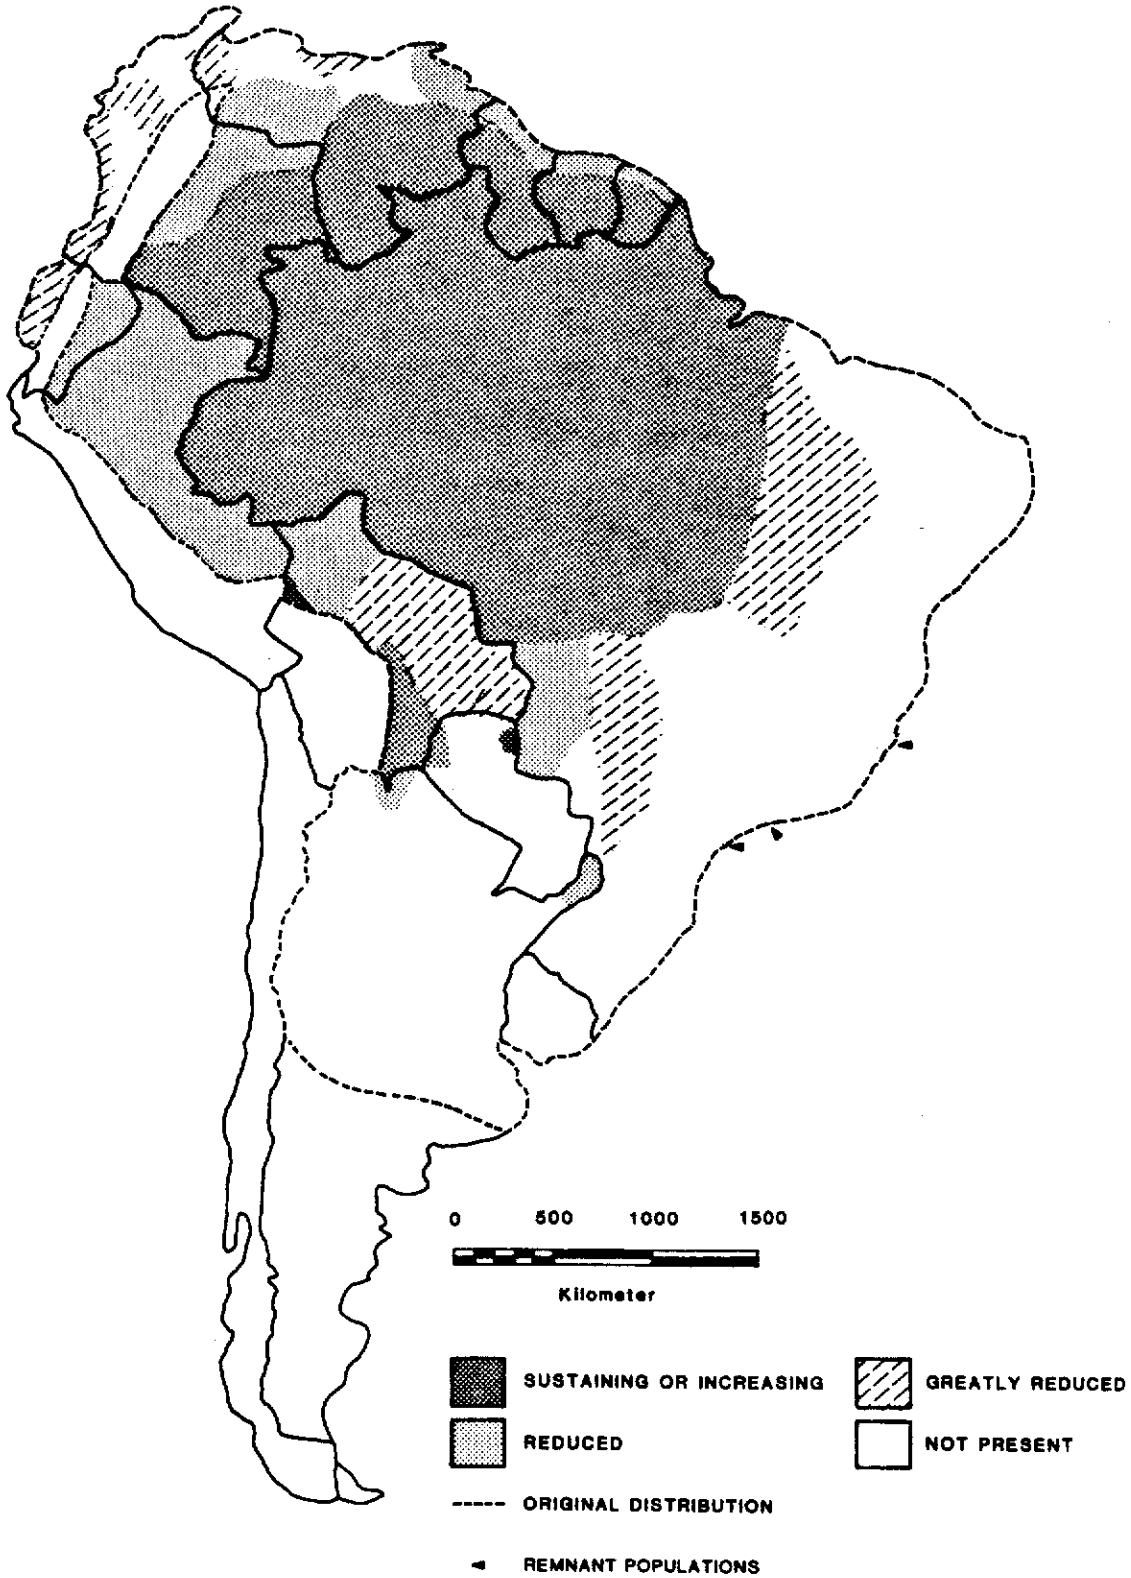 0 500 1000 1500
Kilometer
SUSTAINING OR INCREASING
GREATLY REDUCED
REDUCED
NOT PRESENT
ORIGINAL DISTRIBUTION
REMNANT POPULATIONS